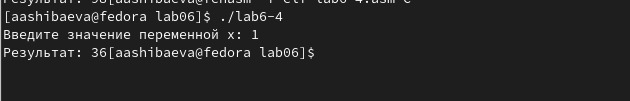 [aashibaeva@fedora lab06]$ ./lab6-4
Введите значение переменной x: 1
Результат: 36[aashibaeva@fedora lab06]$